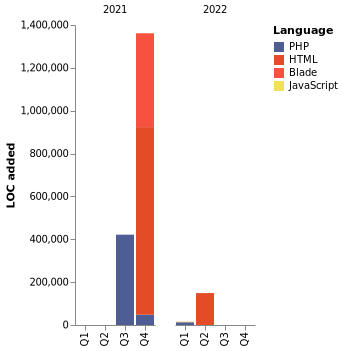 2021 2022
Language
PHP
HTML
Blade
JavaScript
LOC added
1,400,000
1,200,000
1,000,000
800,000
600,000
400,000
200,000
0
Q1 Q2 Q3 Q4 Q1 Q2 Q3 Q4